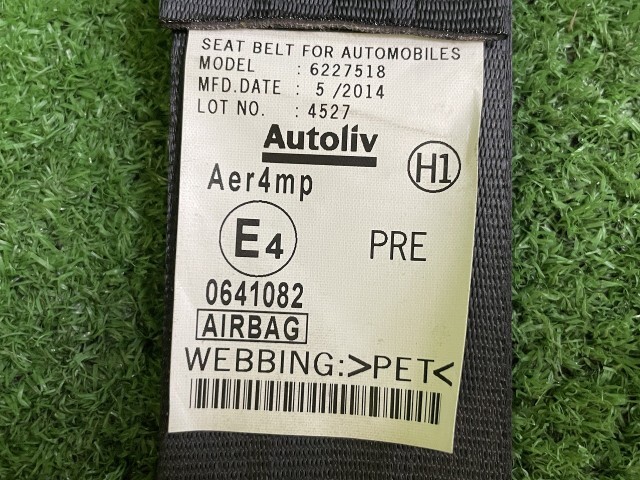 SEAT BELT FOR AUTOMOBILES
MODEL : 6227518
MFD.DATE : 5 /2014
LOT NO. : 4527
Autoliv
H1
Aer4mp
E4
PRE
0641082
AIRBAG
WEBBING:>PET<